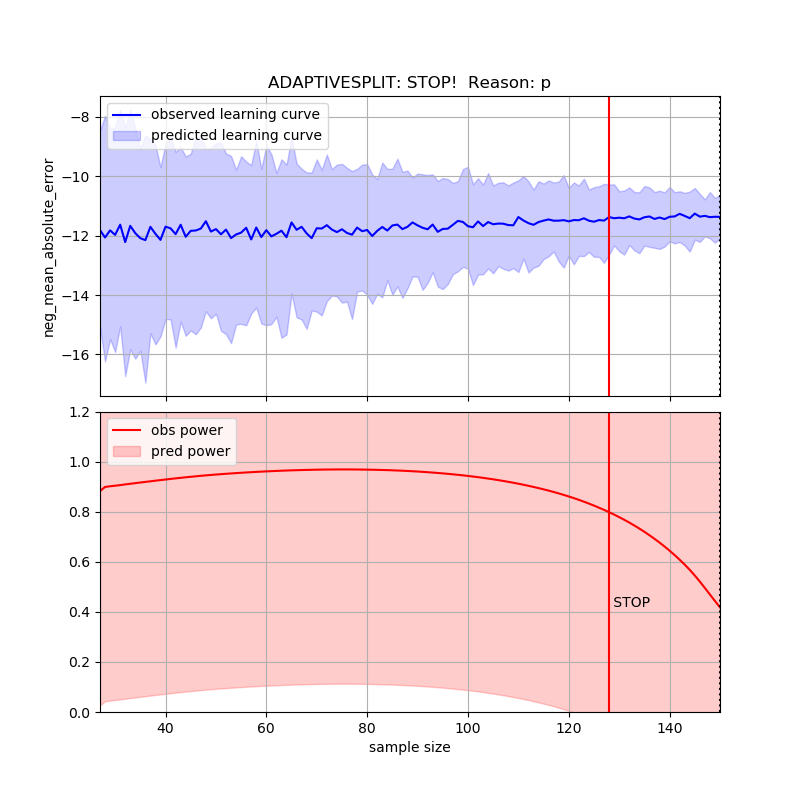 ADAPTIVESPLIT: STOP!  Reason: p
observed learning curve
predicted learning curve
neg_mean_absolute_error
−8
−10
−12
−14
−16
obs power
pred power
1.2
1.0
0.8
0.6
0.4
0.2
0.0
STOP
40 60 80 100 120 140
sample size